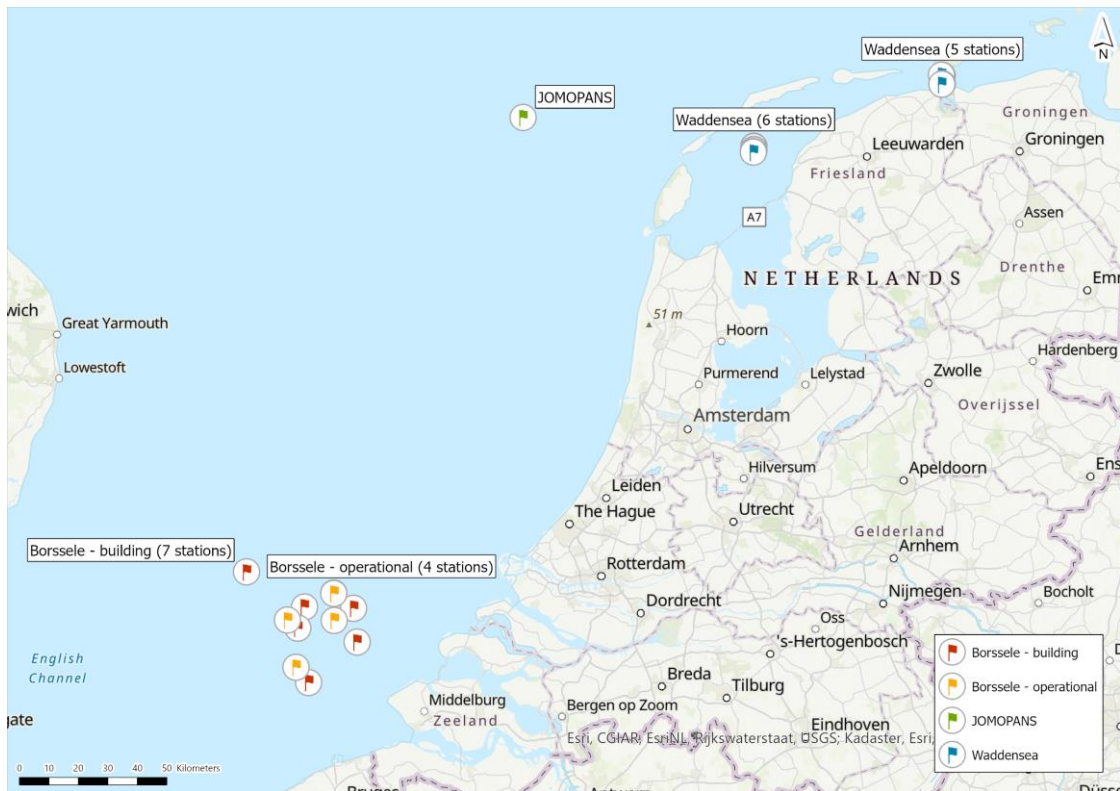 Waddensea (5 stations)
N
JOMOPANS
Waddensea (6 stations)
Groningen
Groningen
Leeuwarden
Friesland
A7
Assen
Drenthe
NETHERLANDS
Emm
wich
Great Yarmouth
51 m
Hoorn
Hardenberg
Lowestoft
Purmerend
Lelystad
Zwolle
Overijssel
Amsterdam
Hilversum
Apeldoorn
Ens
Leiden
The Hague
Utrecht
Gelderland
Arnhem
Borssele - building (7 stations)
Borssele - operational (4 stations)
Rotterdam
Nijmegen
Bocholt
Dordrecht
Oss
's-Hertogenbosch
English
Channel
Breda
Tilburg
Middelburg
Zeeland
Bergen op Zoom
gate
Eindhoven
Esri, CGIAR, EsriNL, Rijkswaterstaat, USGS; Kadaster, Esri,
Borssele - building
Borssele - operational
JOMOPANS
Waddensea
D
0 10 20 30 40 50 Kilometers
Bruges
Antwerp
Düss